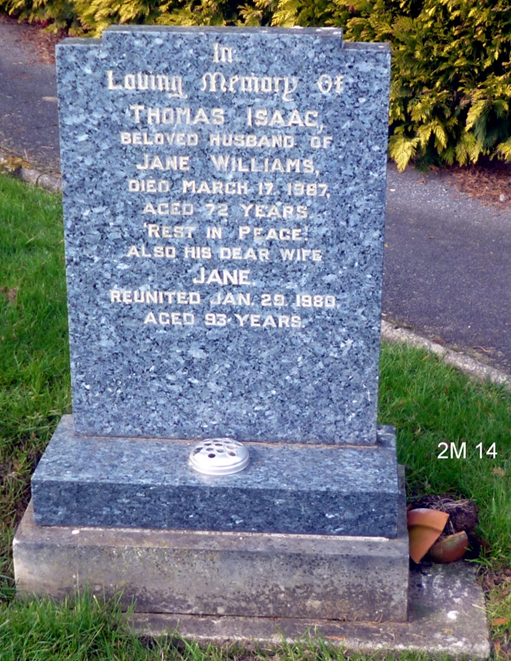 In
Loving Memory Of
THOMAS ISAAC,
BELOVED HUSBAND OF
JANE WILLIAMS,
DIED MARCH 17, 1967,
AGED 72 YEARS.
'REST IN PEACE.'
ALSO HIS DEAR WIFE
JANE.
REUNITED JAN. 29. 1980.
AGED 93 YEARS.
2M 14